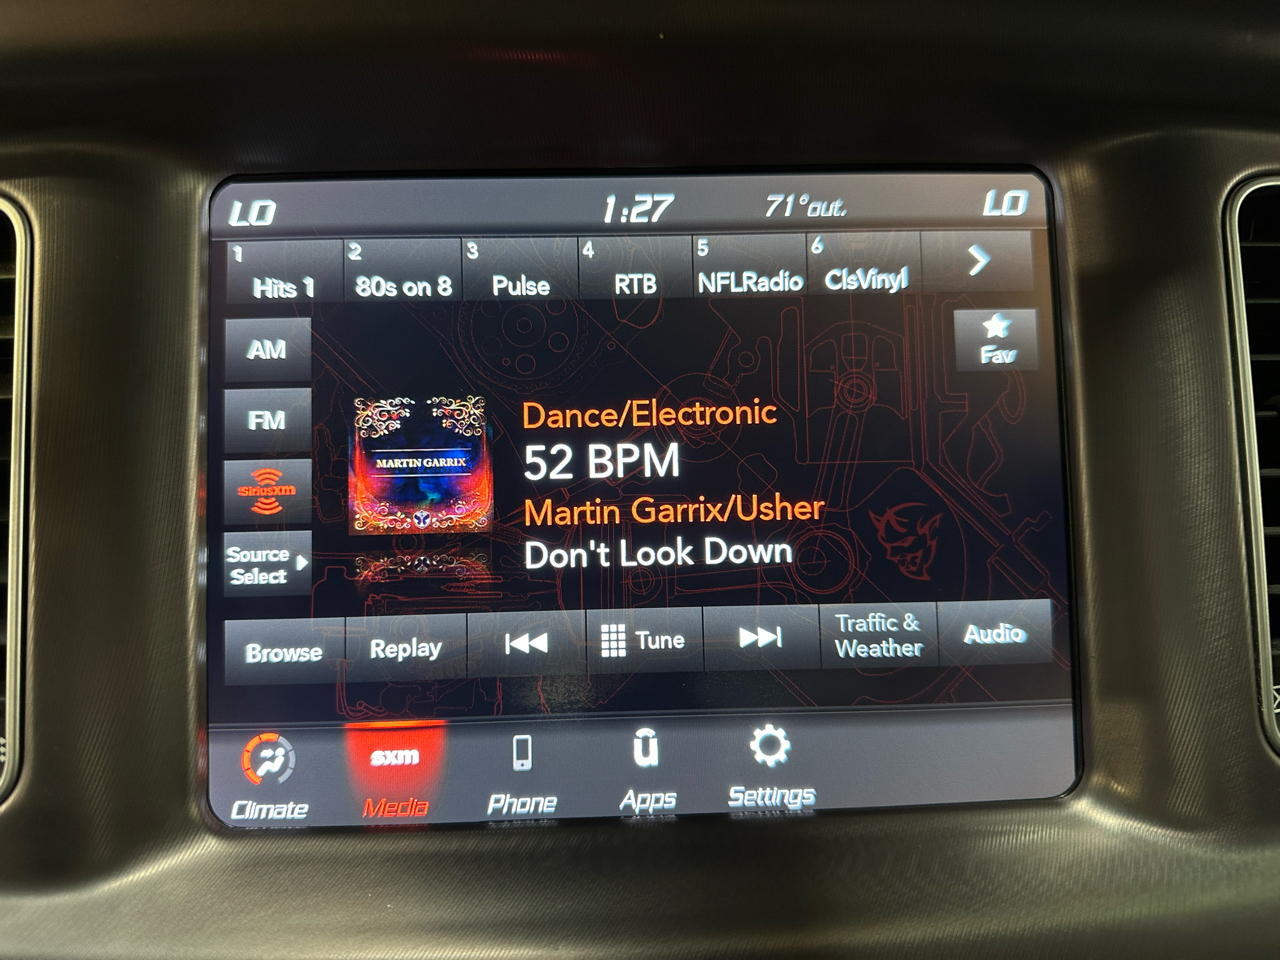 LO 1:27 71°out. LO
1 2 3 4 5 6
Hits 1 80s on 8 Pulse RTB NFLRadio ClsVinyl
AM
Fav
FM
Dance/Electronic
MARTIN GARRIX
52 BPM
SiriusXM
Martin Garrix/Usher
Don't Look Down
Source
Select
Browse Replay Tune Traffic &
Weather Audio
sxm û
Climate Media Phone Apps Settings